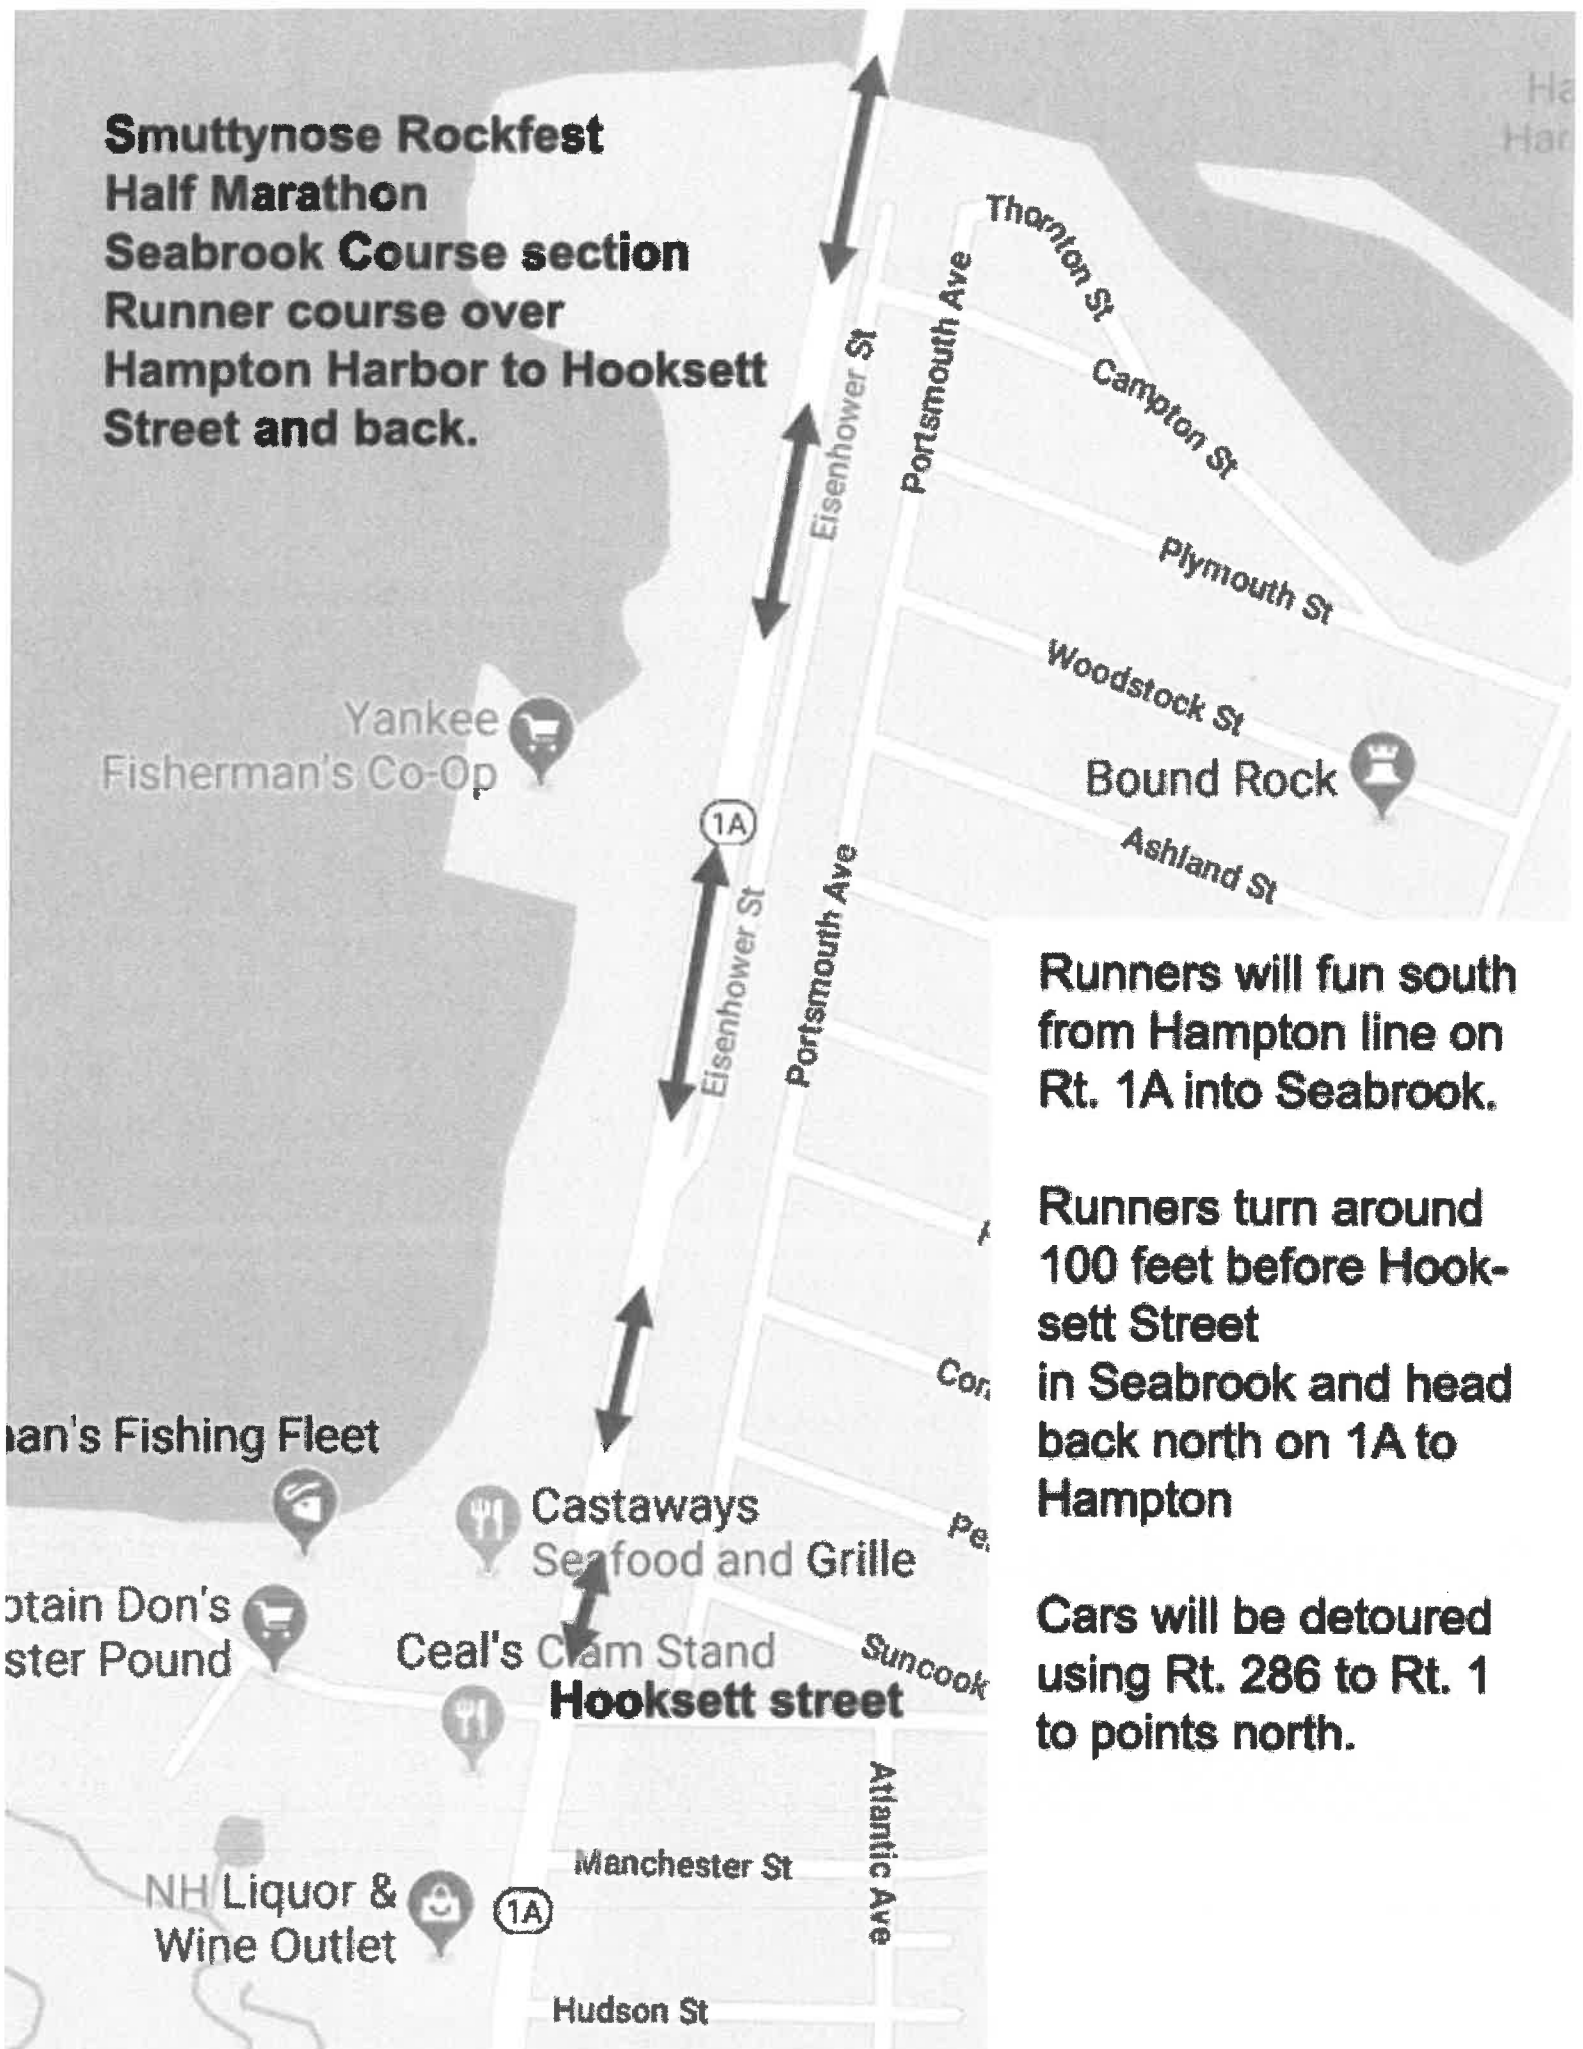 Smuttynose Rockfest
Half Marathon
Seabrook Course section
Runner course over
Hampton Harbor to Hooksett
Street and back.
Ha
Har
Thornton St
Eisenhower St
Portsmouth Ave
Campton St
Plymouth St
Woodstock St
Yankee
Fisherman's Co-Op
Bound Rock
1A
Ashland St
Eisenhower St
Portsmouth Ave
Runners will fun south
from Hampton line on
Rt. 1A into Seabrook.
Runners turn around
100 feet before Hook-
sett Street
in Seabrook and head
back north on 1A to
Hampton
Cars will be detoured
using Rt. 286 to Rt. 1
to points north.
Con
an's Fishing Fleet
Castaways
Seafood and Grille
Pe
ptain Don's
ster Pound
Ceal's Clam Stand
Suncook
Hooksett street
Atlantic Ave
Manchester St
NH Liquor &
Wine Outlet
1A
Hudson St